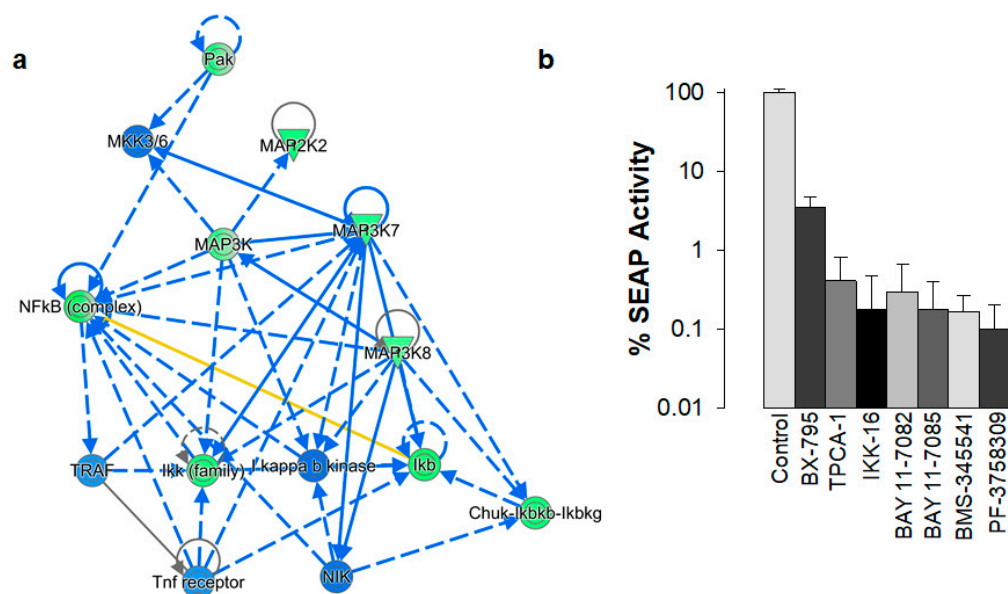 a
Pak
MKK3/6
MAP2K2
MAP3K7
MAP3K
NFkB (complex)
MAP3K8
TRAF
Ikk (family)
I kappa b kinase
Ikb
Chuk-Ikbkb-Ikbkg
Tnf receptor
NIK
b
% SEAP Activity
100
10
1
0.1
0.01
Control
BX-795
TPCA-1
IKK-16
BAY 11-7082
BAY 11-7085
BMS-345541
PF-3758309